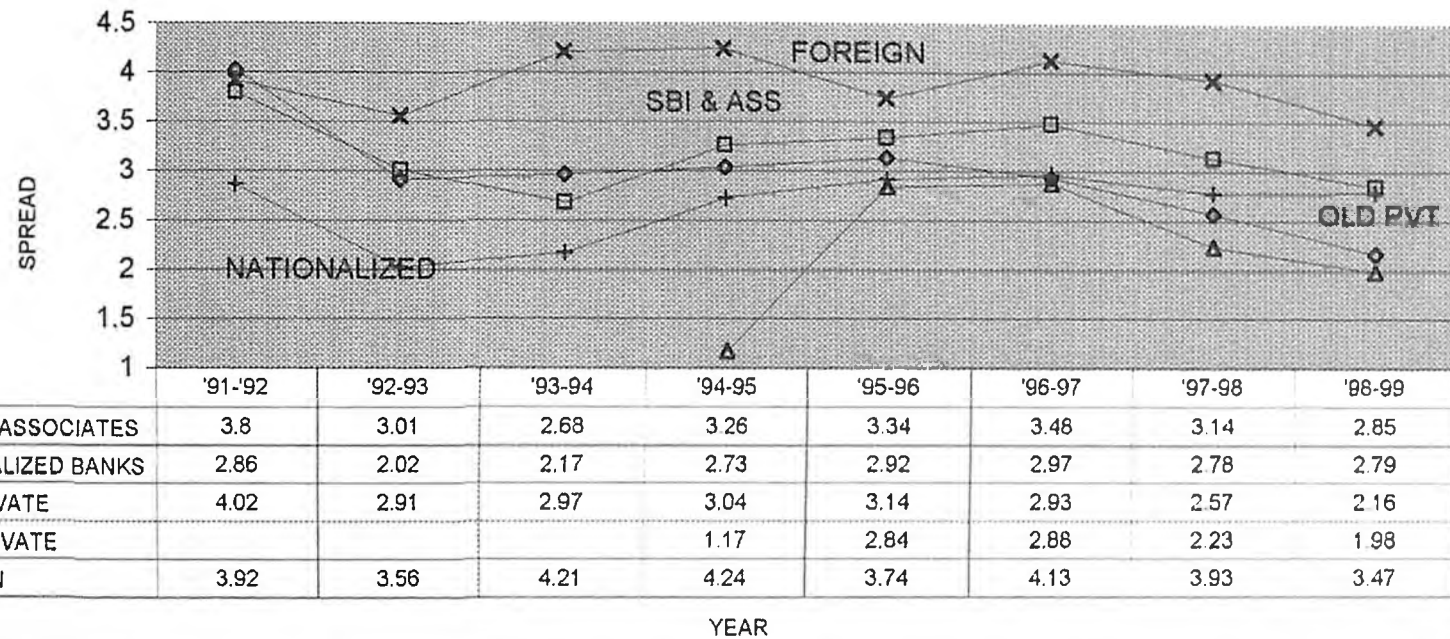 4.5
4
3.5
3
2.5
2
1.5
1
SPREAD
FOREIGN
SBI & ASS
OLD PVT
NATIONALIZED
'91-'92 '92-93 '93-94 '94-95 '95-96 '96-97 '97-98 '98-99
ASSOCIATES 3.8 3.01 2.68 3.26 3.34 3.48 3.14 2.85
ALIZED BANKS 2.86 2.02 2.17 2.73 2.92 2.97 2.78 2.79
VATE 4.02 2.91 2.97 3.04 3.14 2.93 2.57 2.16
VATE 1.17 2.84 2.88 2.23 1.98
N 3.92 3.56 4.21 4.24 3.74 4.13 3.93 3.47
YEAR